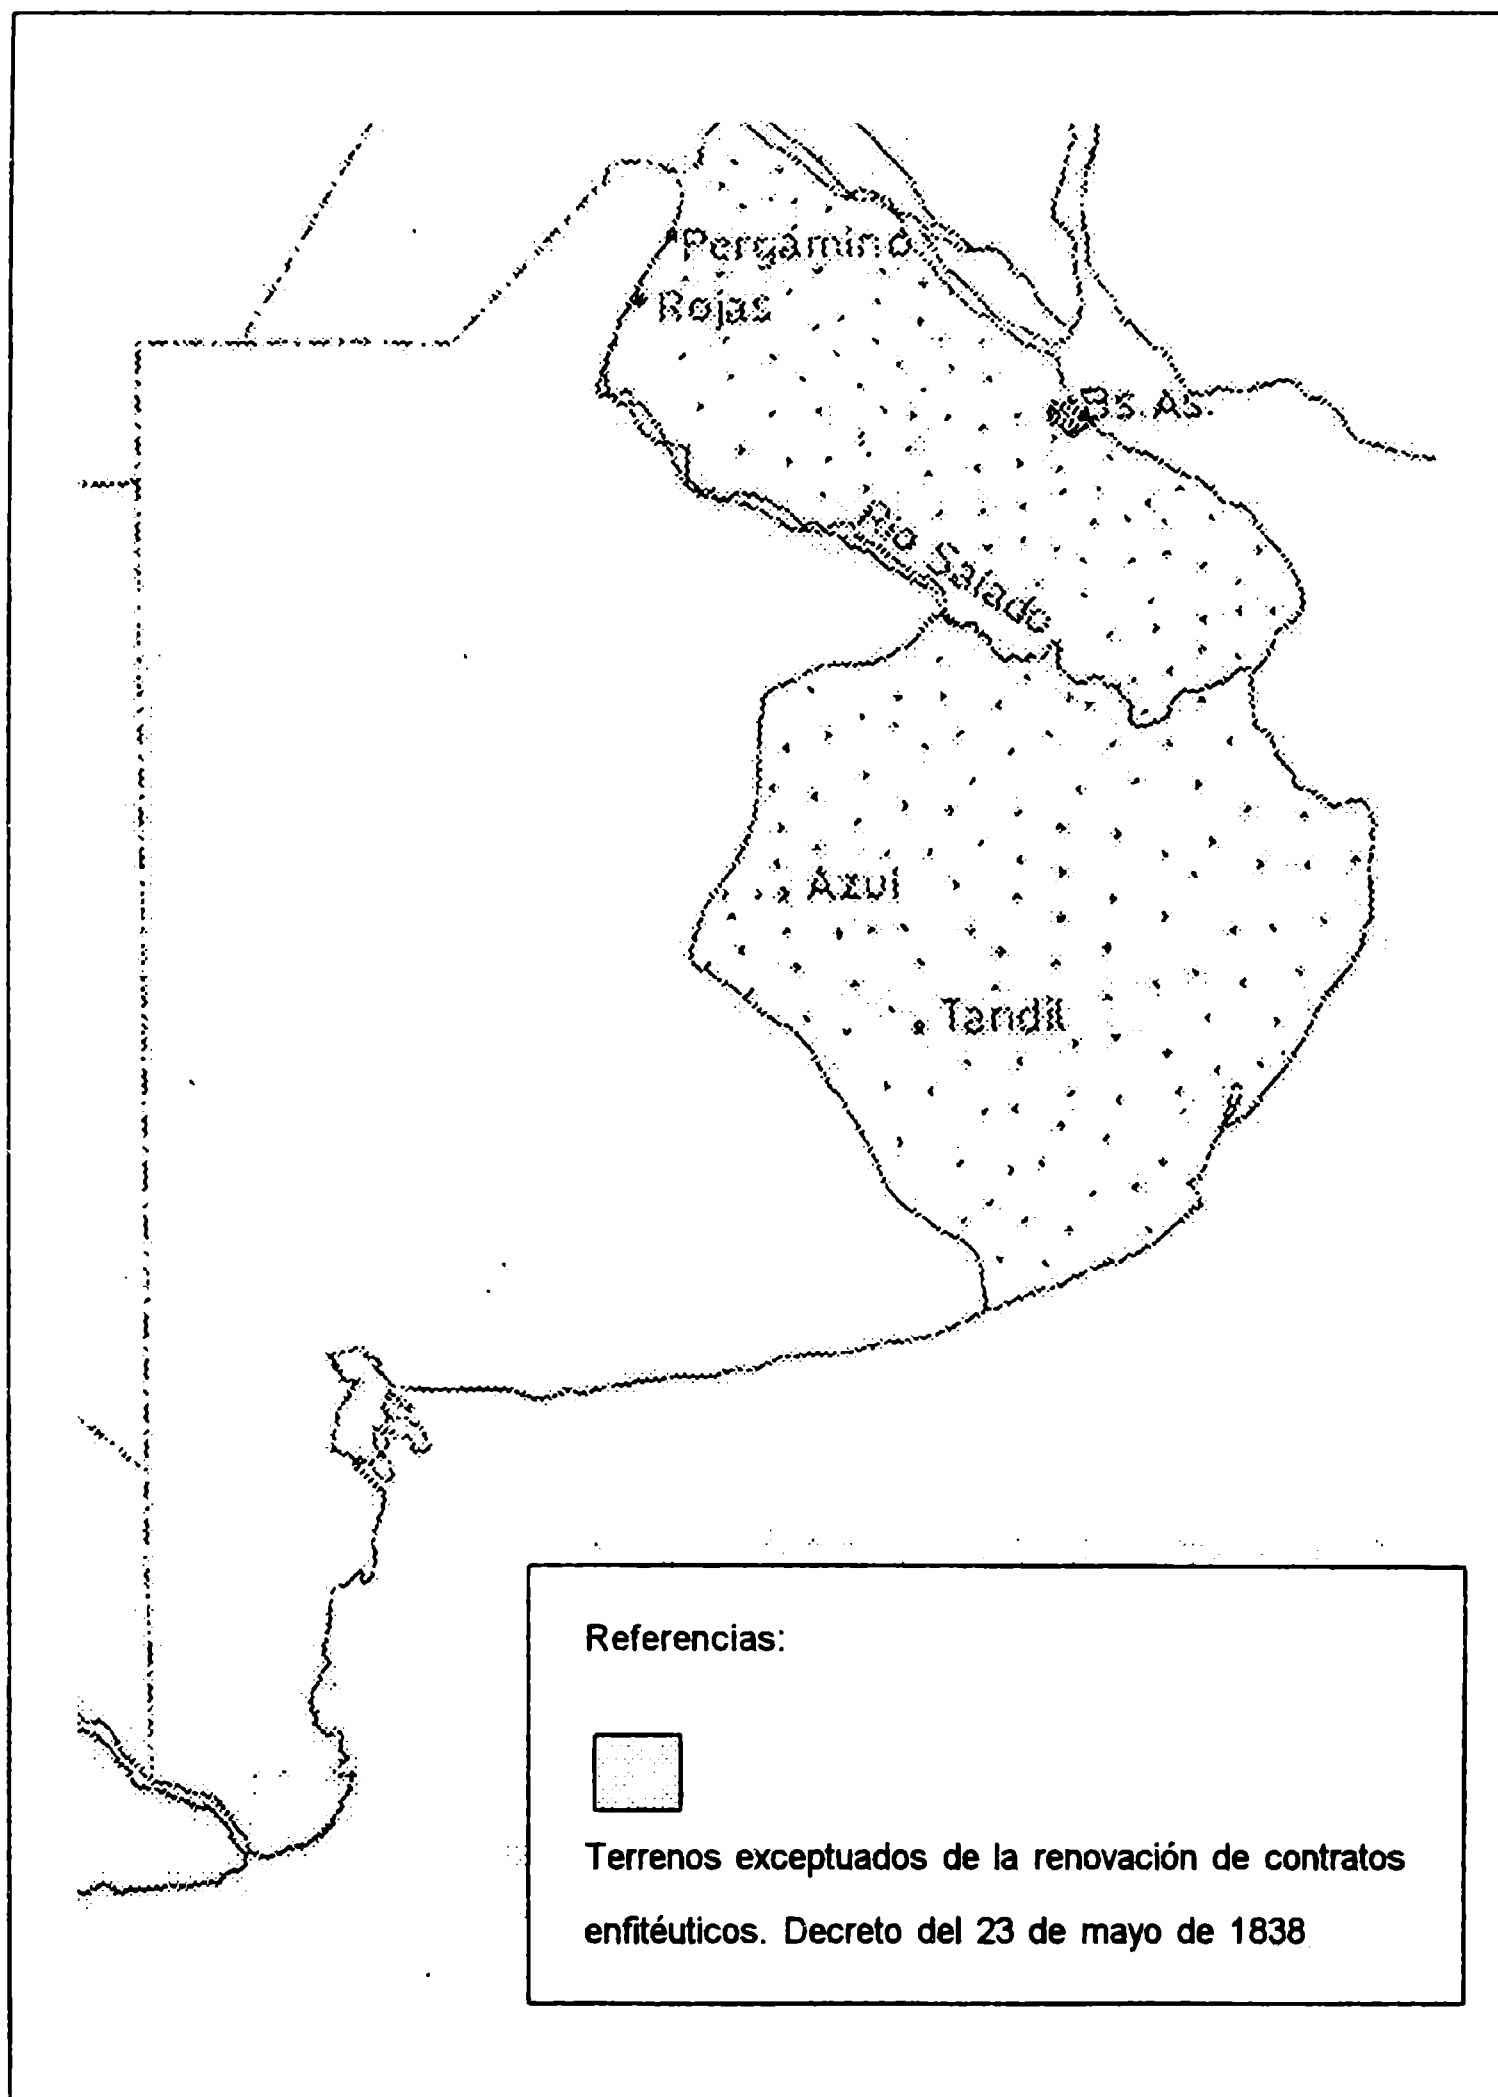 Pergamino
Rojas
Bs. As.
Río Salado
Azul
Tandil
Referencias:
Terrenos exceptuados de la renovación de contratos
enfitéuticos. Decreto del 23 de mayo de 1838